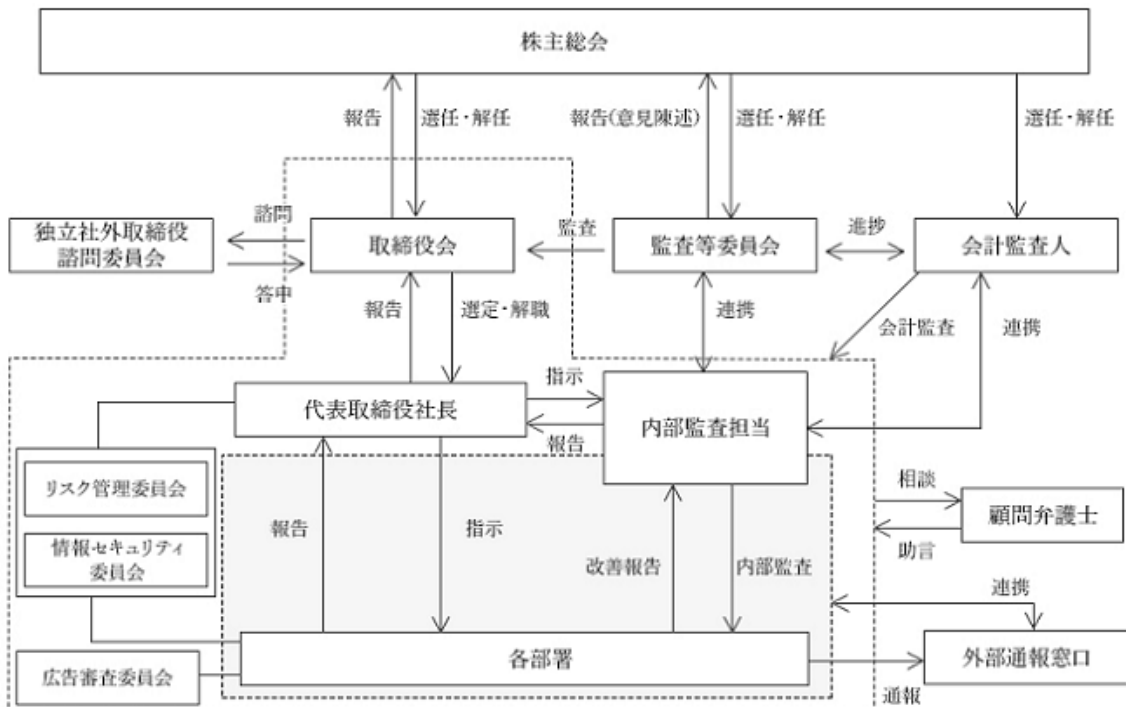 株主総会
報告
選任・解任
報告(意見陳述)
選任・解任
選任・解任
独立社外取締役
諮問委員会
諮問
答申
取締役会
監査
監査等委員会
進捗
会計監査人
報告
選定・解職
連携
会計監査
連携
代表取締役社長
指示
報告
内部監査担当
リスク管理委員会
情報セキュリティ
委員会
報告
指示
改善報告
内部監査
相談
助言
顧問弁護士
連携
広告審査委員会
各部署
通報
外部通報窓口